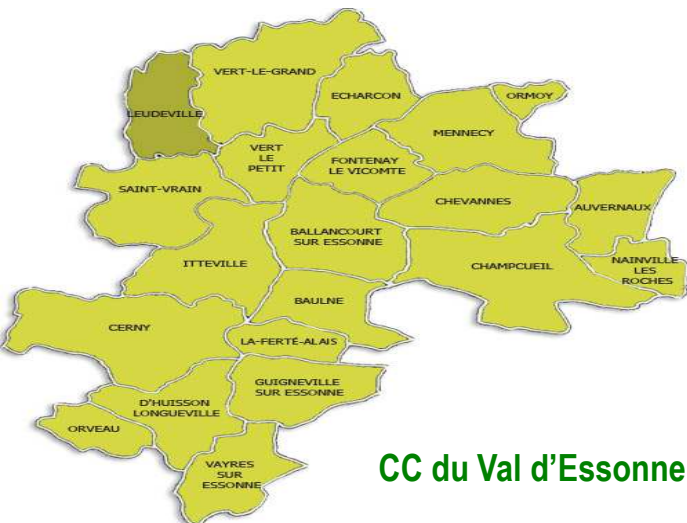 VERT-LE-GRAND
ECHARCON
ORMOY
LEUDEVILLE
MENNECY
VERT
LE
PETIT
FONTENAY
LE VICOMTE
SAINT-VRAIN
CHEVANNES
AUVERNAUX
BALLANCOURT
SUR ESSONNE
ITTEVILLE
CHAMPCUEIL
NAINVILLE
LES
ROCHES
BAULNE
CERNY
LA-FERTÉ-ALAIS
GUIGNEVILLE
SUR ESSONNE
D'HUISSON
LONGUEVILLE
ORVEAU
VAYRES
SUR
ESSONNE
CC du Val d'Essonne